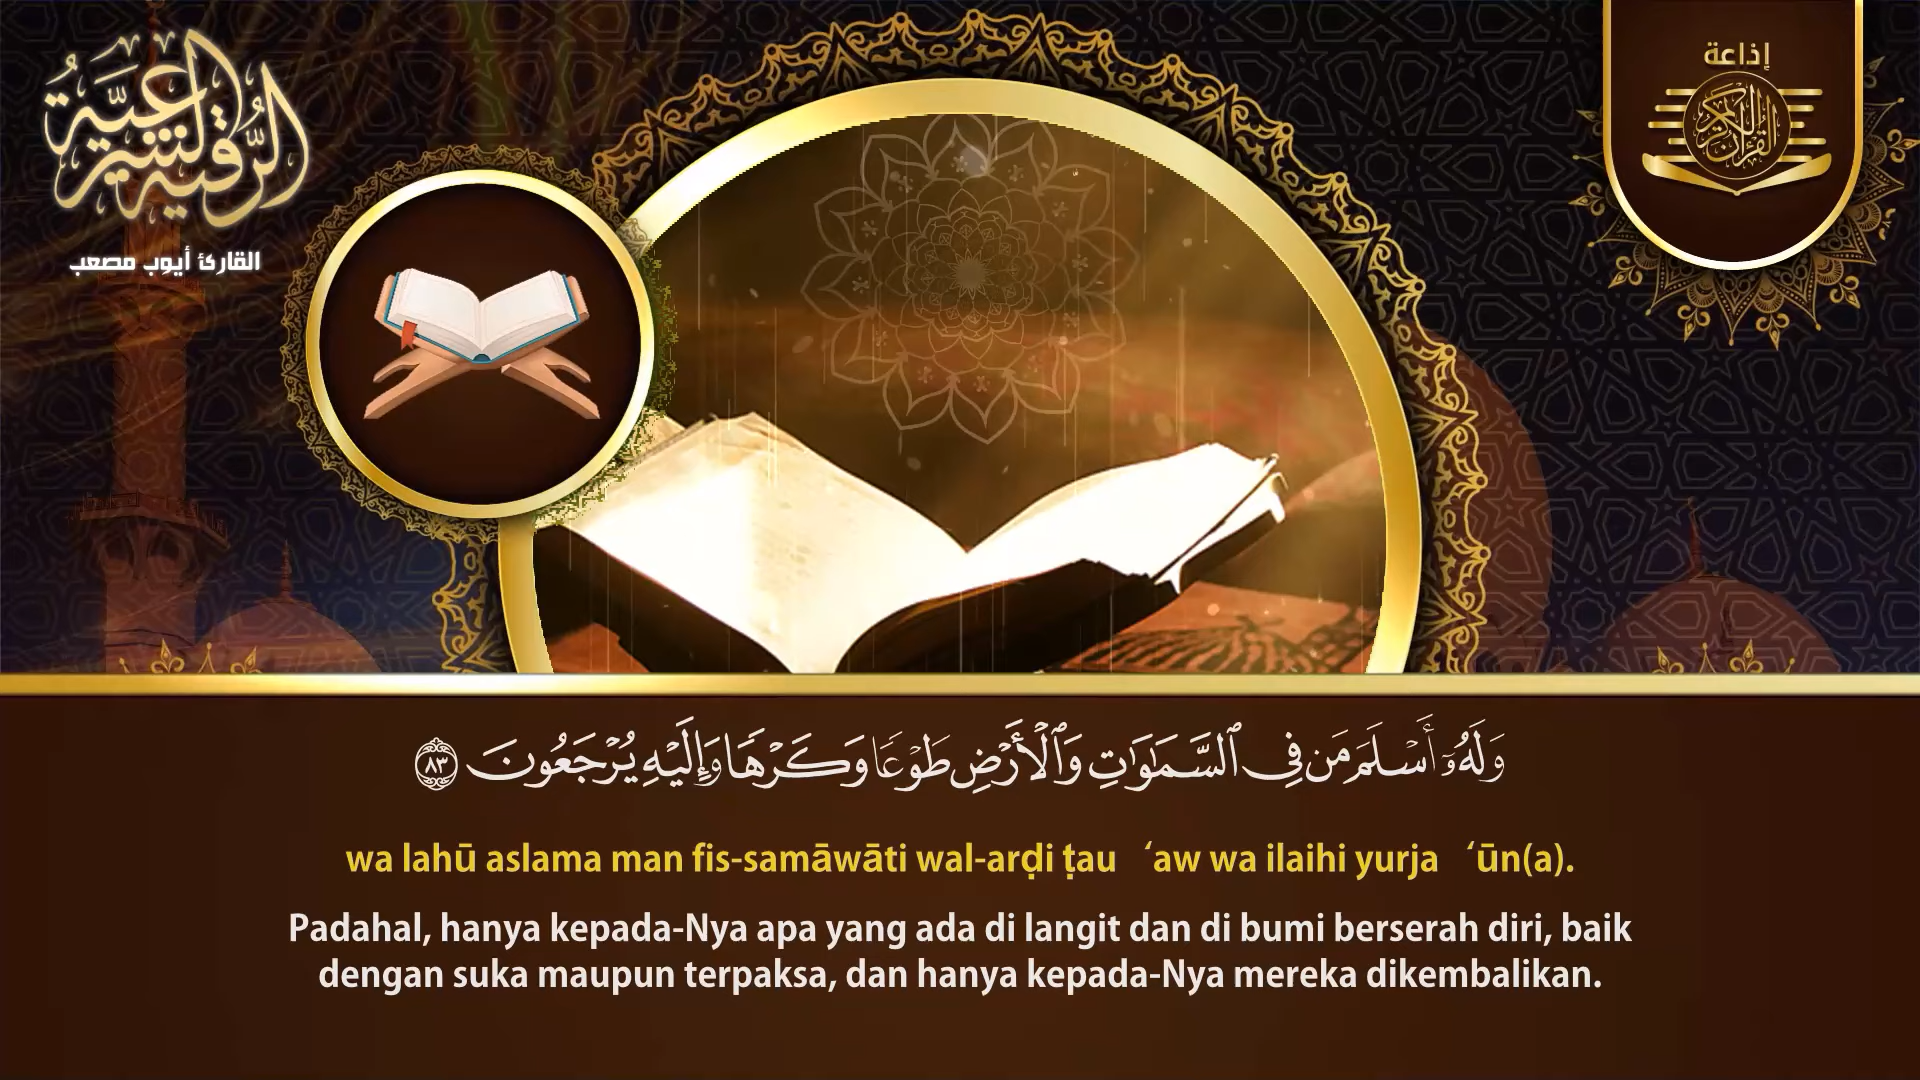 الرقية الشرعية
القارئ أيوب مصعب
إذاعة
القرآن الكريم
وَلَهُۥٓ أَسْلَمَ مَن فِى ٱلسَّمَٰوَٰتِ وَٱلْأَرْضِ طَوْعًا وَكَرْهًا وَإِلَيْهِ يُرْجَعُونَ ٨٣
wa lahū aslama man fis-samāwāti wal-arḍi ṭau ‘aw wa ilaihi yurja ‘ūn(a).
Padahal, hanya kepada-Nya apa yang ada di langit dan di bumi berserah diri, baik
dengan suka maupun terpaksa, dan hanya kepada-Nya mereka dikembalikan.